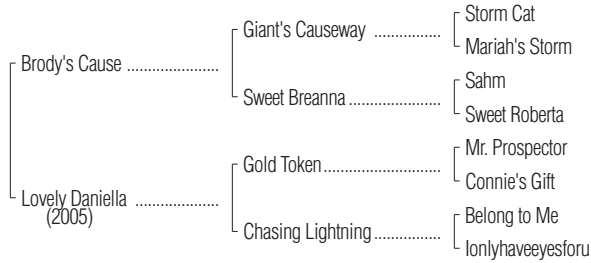 Storm Cat
Giant's Causeway ..................
Mariah's Storm
Brody's Cause .....................
Sahm
Sweet Breanna .....................
Sweet Roberta
Mr. Prospector
Gold Token...........................
Connie's Gift
Lovely Daniella ...................
(2005)
Belong to Me
Chasing Lightning...............
Ionlyhaveeyesforu